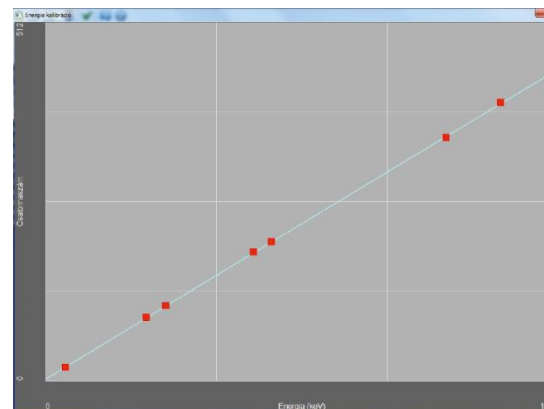 Energia kalibráció
512
Csatornaszám
0
0
Energia (keV)
1